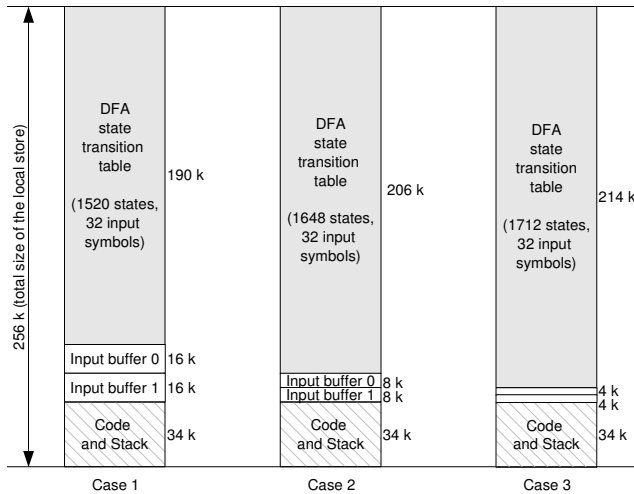 256 k (total size of the local store)
DFA
state
transition
table
(1520 states,
32 input
symbols)
190 k
Input buffer 0
16 k
Input buffer 1
16 k
Code
and Stack
34 k
Case 1
DFA
state
transition
table
(1648 states,
32 input
symbols)
206 k
Input buffer 0
8 k
Input buffer 1
8 k
Code
and Stack
34 k
Case 2
DFA
state
transition
table
(1712 states,
32 input
symbols)
214 k
4 k
4 k
Code
and Stack
34 k
Case 3